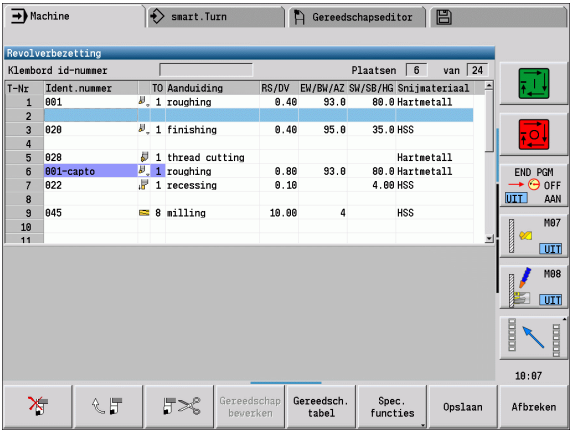 Machine smart.Turn Gereedschapseditor
Revolverbezetting
Klembord id-nummer Plaatsen 6 van 24
T-Nr Ident.nummer TO Aanduiding RS/DV EW/BW/AZ SW/SB/HG Snijmateriaal
1 001 1 roughing 0.40 93.0 80.0 Hartmetall
2
3 020 1 finishing 0.40 95.0 35.0 HSS
4
5 028 1 thread cutting Hartmetall
6 001-capto 1 roughing 0.80 93.0 80.0 Hartmetall
7 022 1 recessing 0.10 4.00 HSS
8
9 045 8 milling 10.00 4 HSS
10
11
END PGM
OFF
UIT AAN
M07
UIT
M08
UIT
10:07
Gereedschap bewerken
Gereedsch. tabel
Spec. functies
Opslaan
Afbreken